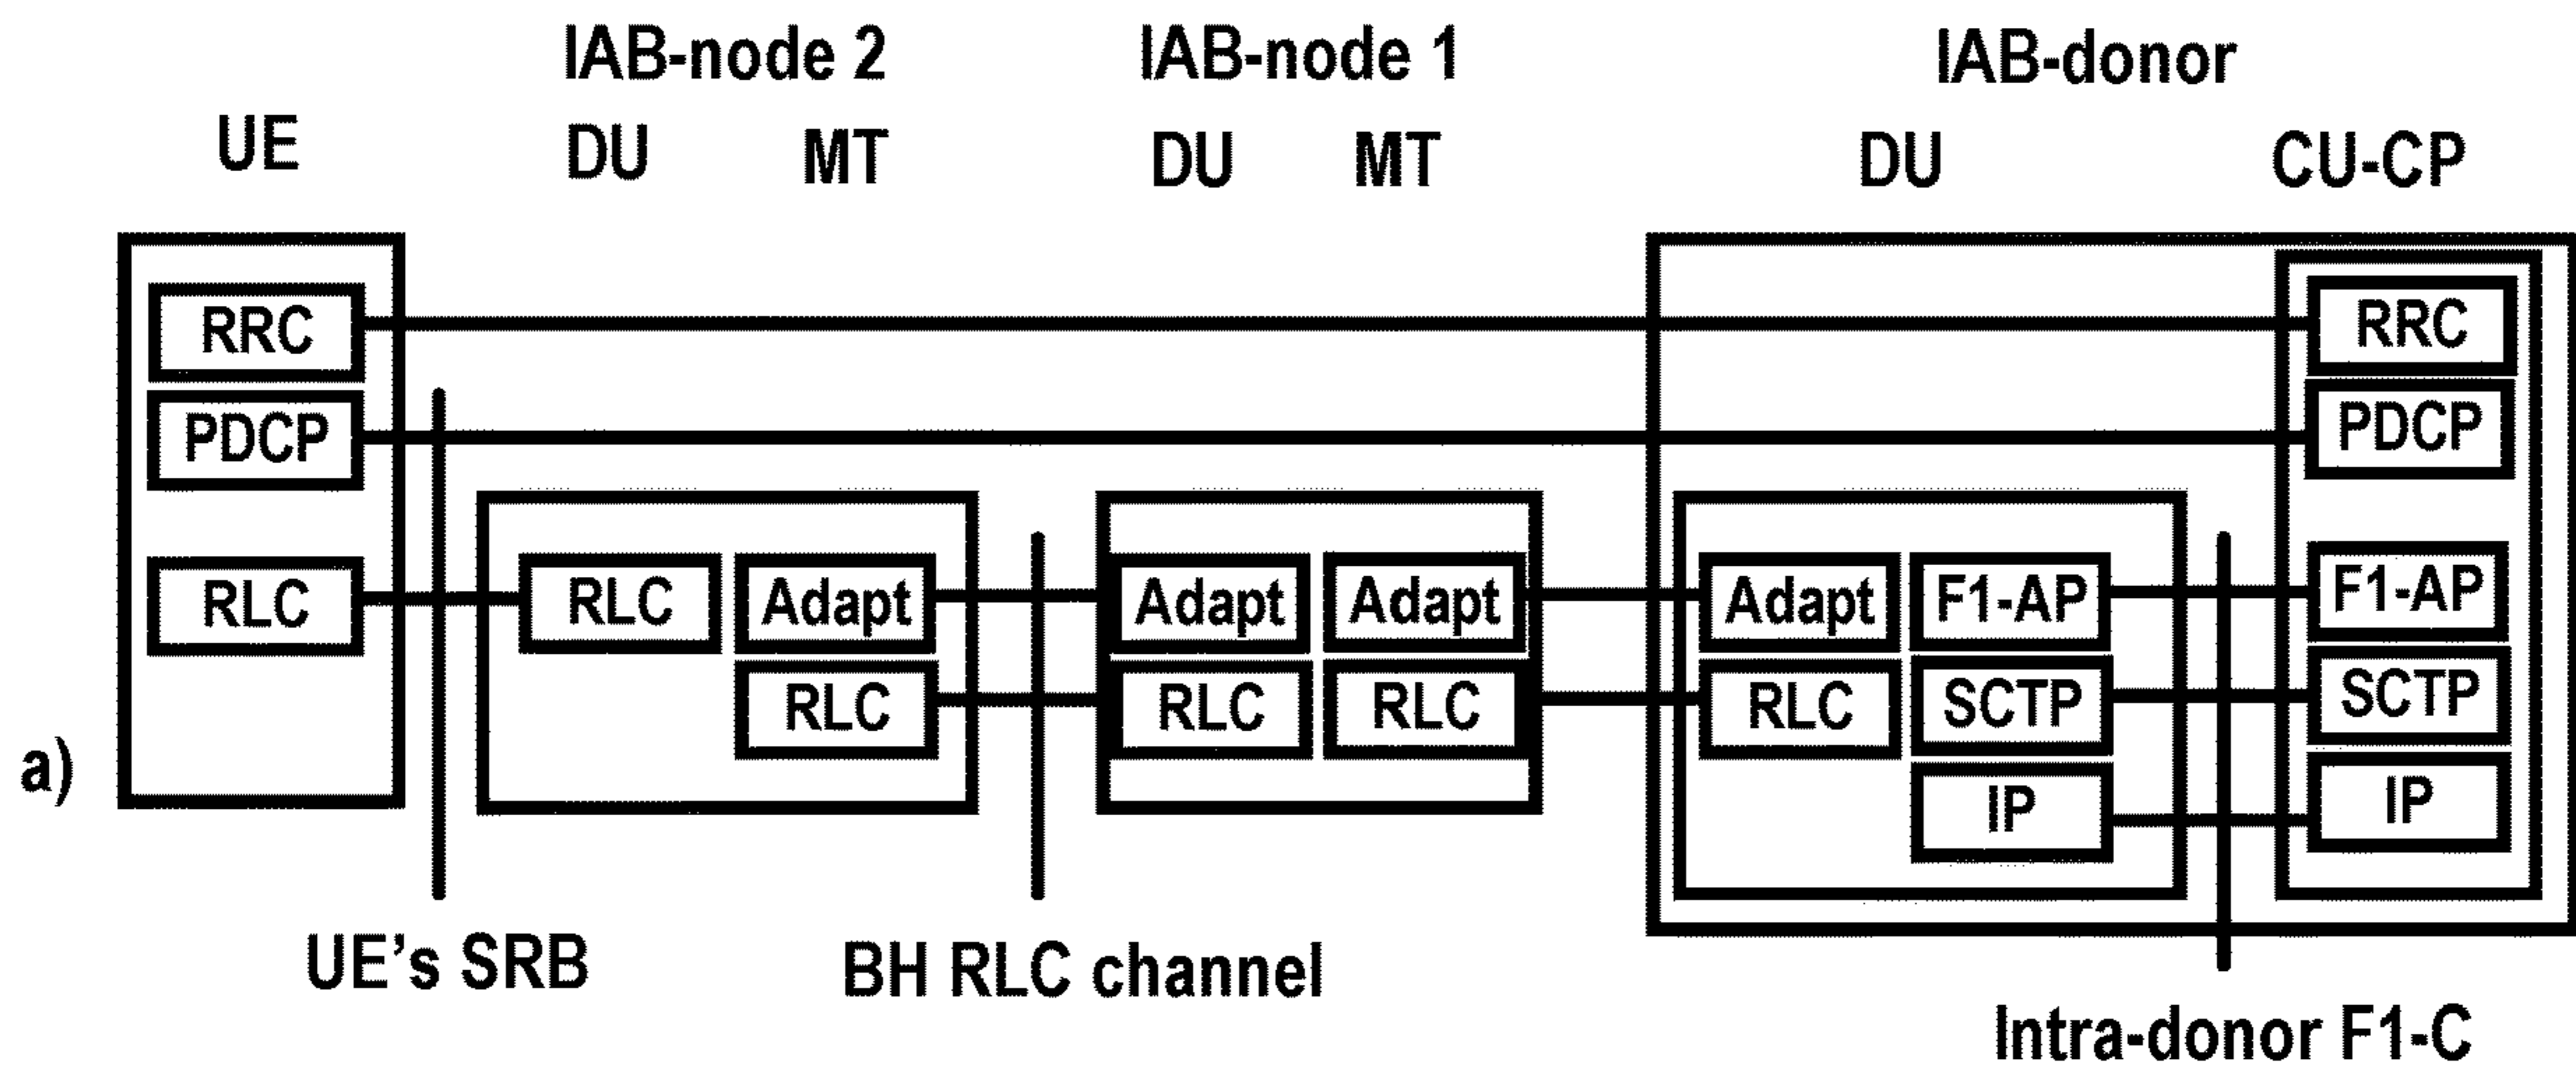 IAB-node 2 IAB-node 1 IAB-donor
UE DU MT DU MT DU CU-CP
RRC RRC
PDCP PDCP
RLC RLC Adapt Adapt Adapt Adapt F1-AP F1-AP
RLC RLC RLC RLC SCTP SCTP
a) IP IP
UE's SRB BH RLC channel
Intra-donor F1-C